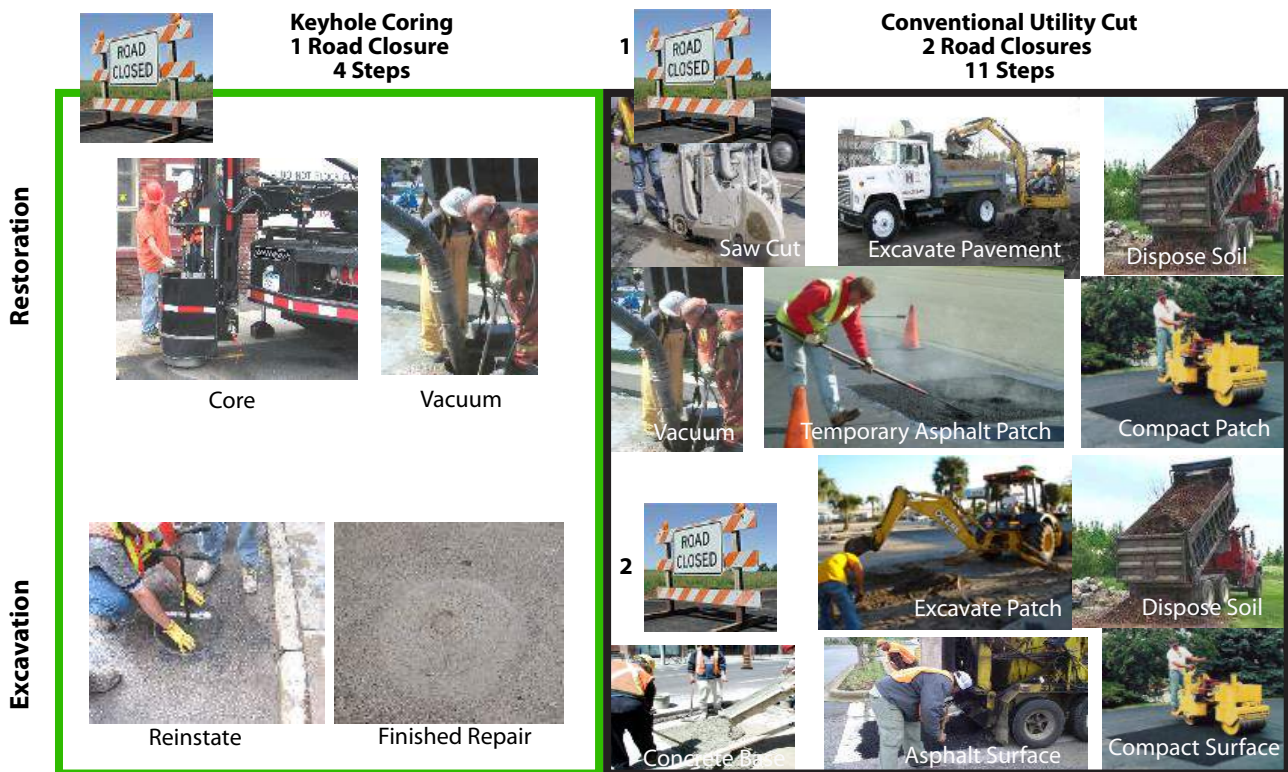 Keyhole Coring
1 Road Closure
4 Steps
Conventional Utility Cut
2 Road Closures
11 Steps
ROAD
CLOSED
1
ROAD
CLOSED
Restoration
Core
Vacuum
Saw Cut
Excavate Pavement
Dispose Soil
Vacuum
Temporary Asphalt Patch
Compact Patch
Excavation
Reinstate
Finished Repair
2
ROAD
CLOSED
Excavate Patch
Dispose Soil
Concrete Base
Asphalt Surface
Compact Surface